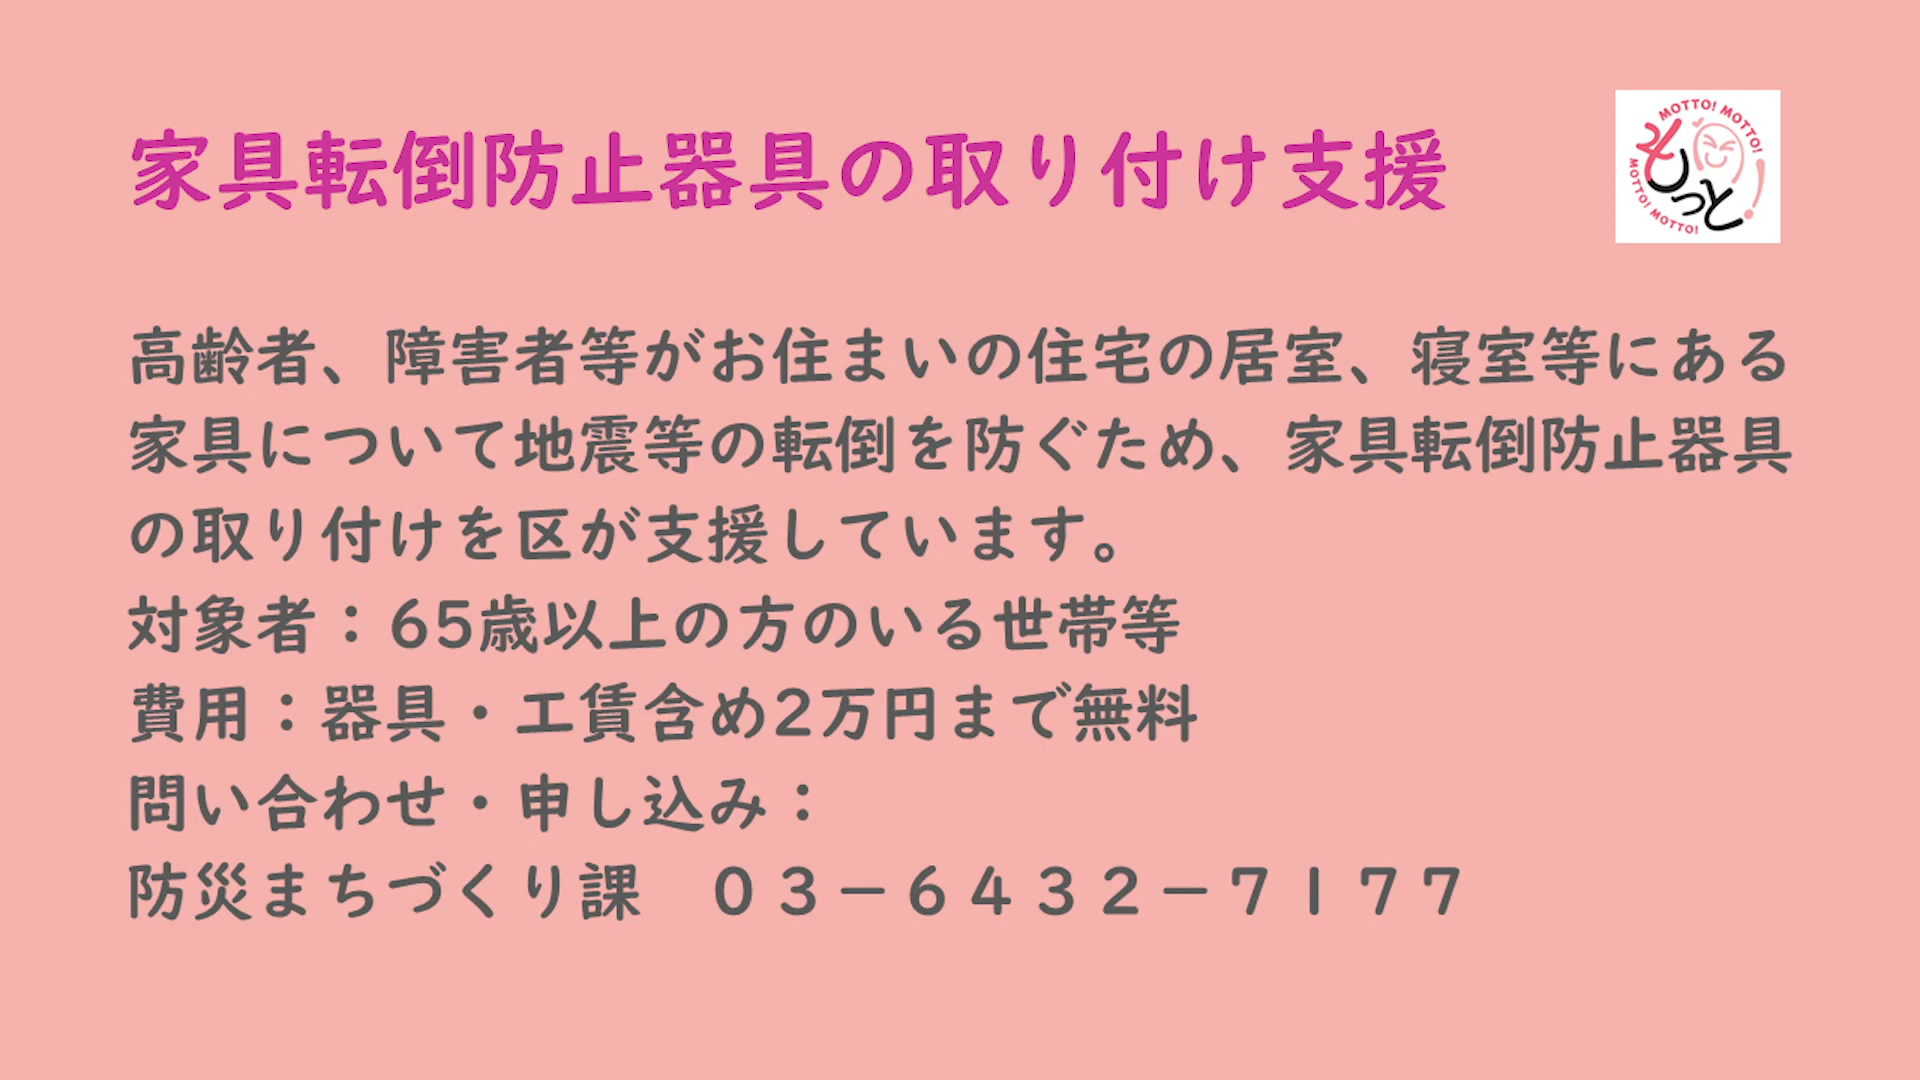 家具転倒防止器具の取り付け支援
MOTTO! MOTTO!
もっと!
MOTTO! MOTTO!
高齢者、障害者等がお住まいの住宅の居室、寝室等にある
家具について地震等の転倒を防ぐため、家具転倒防止器具
の取り付けを区が支援しています。
対象者：65歳以上の方のいる世帯等
費用：器具・工賃含め2万円まで無料
問い合わせ・申し込み：
防災まちづくり課　０３－６４３２－７１７７